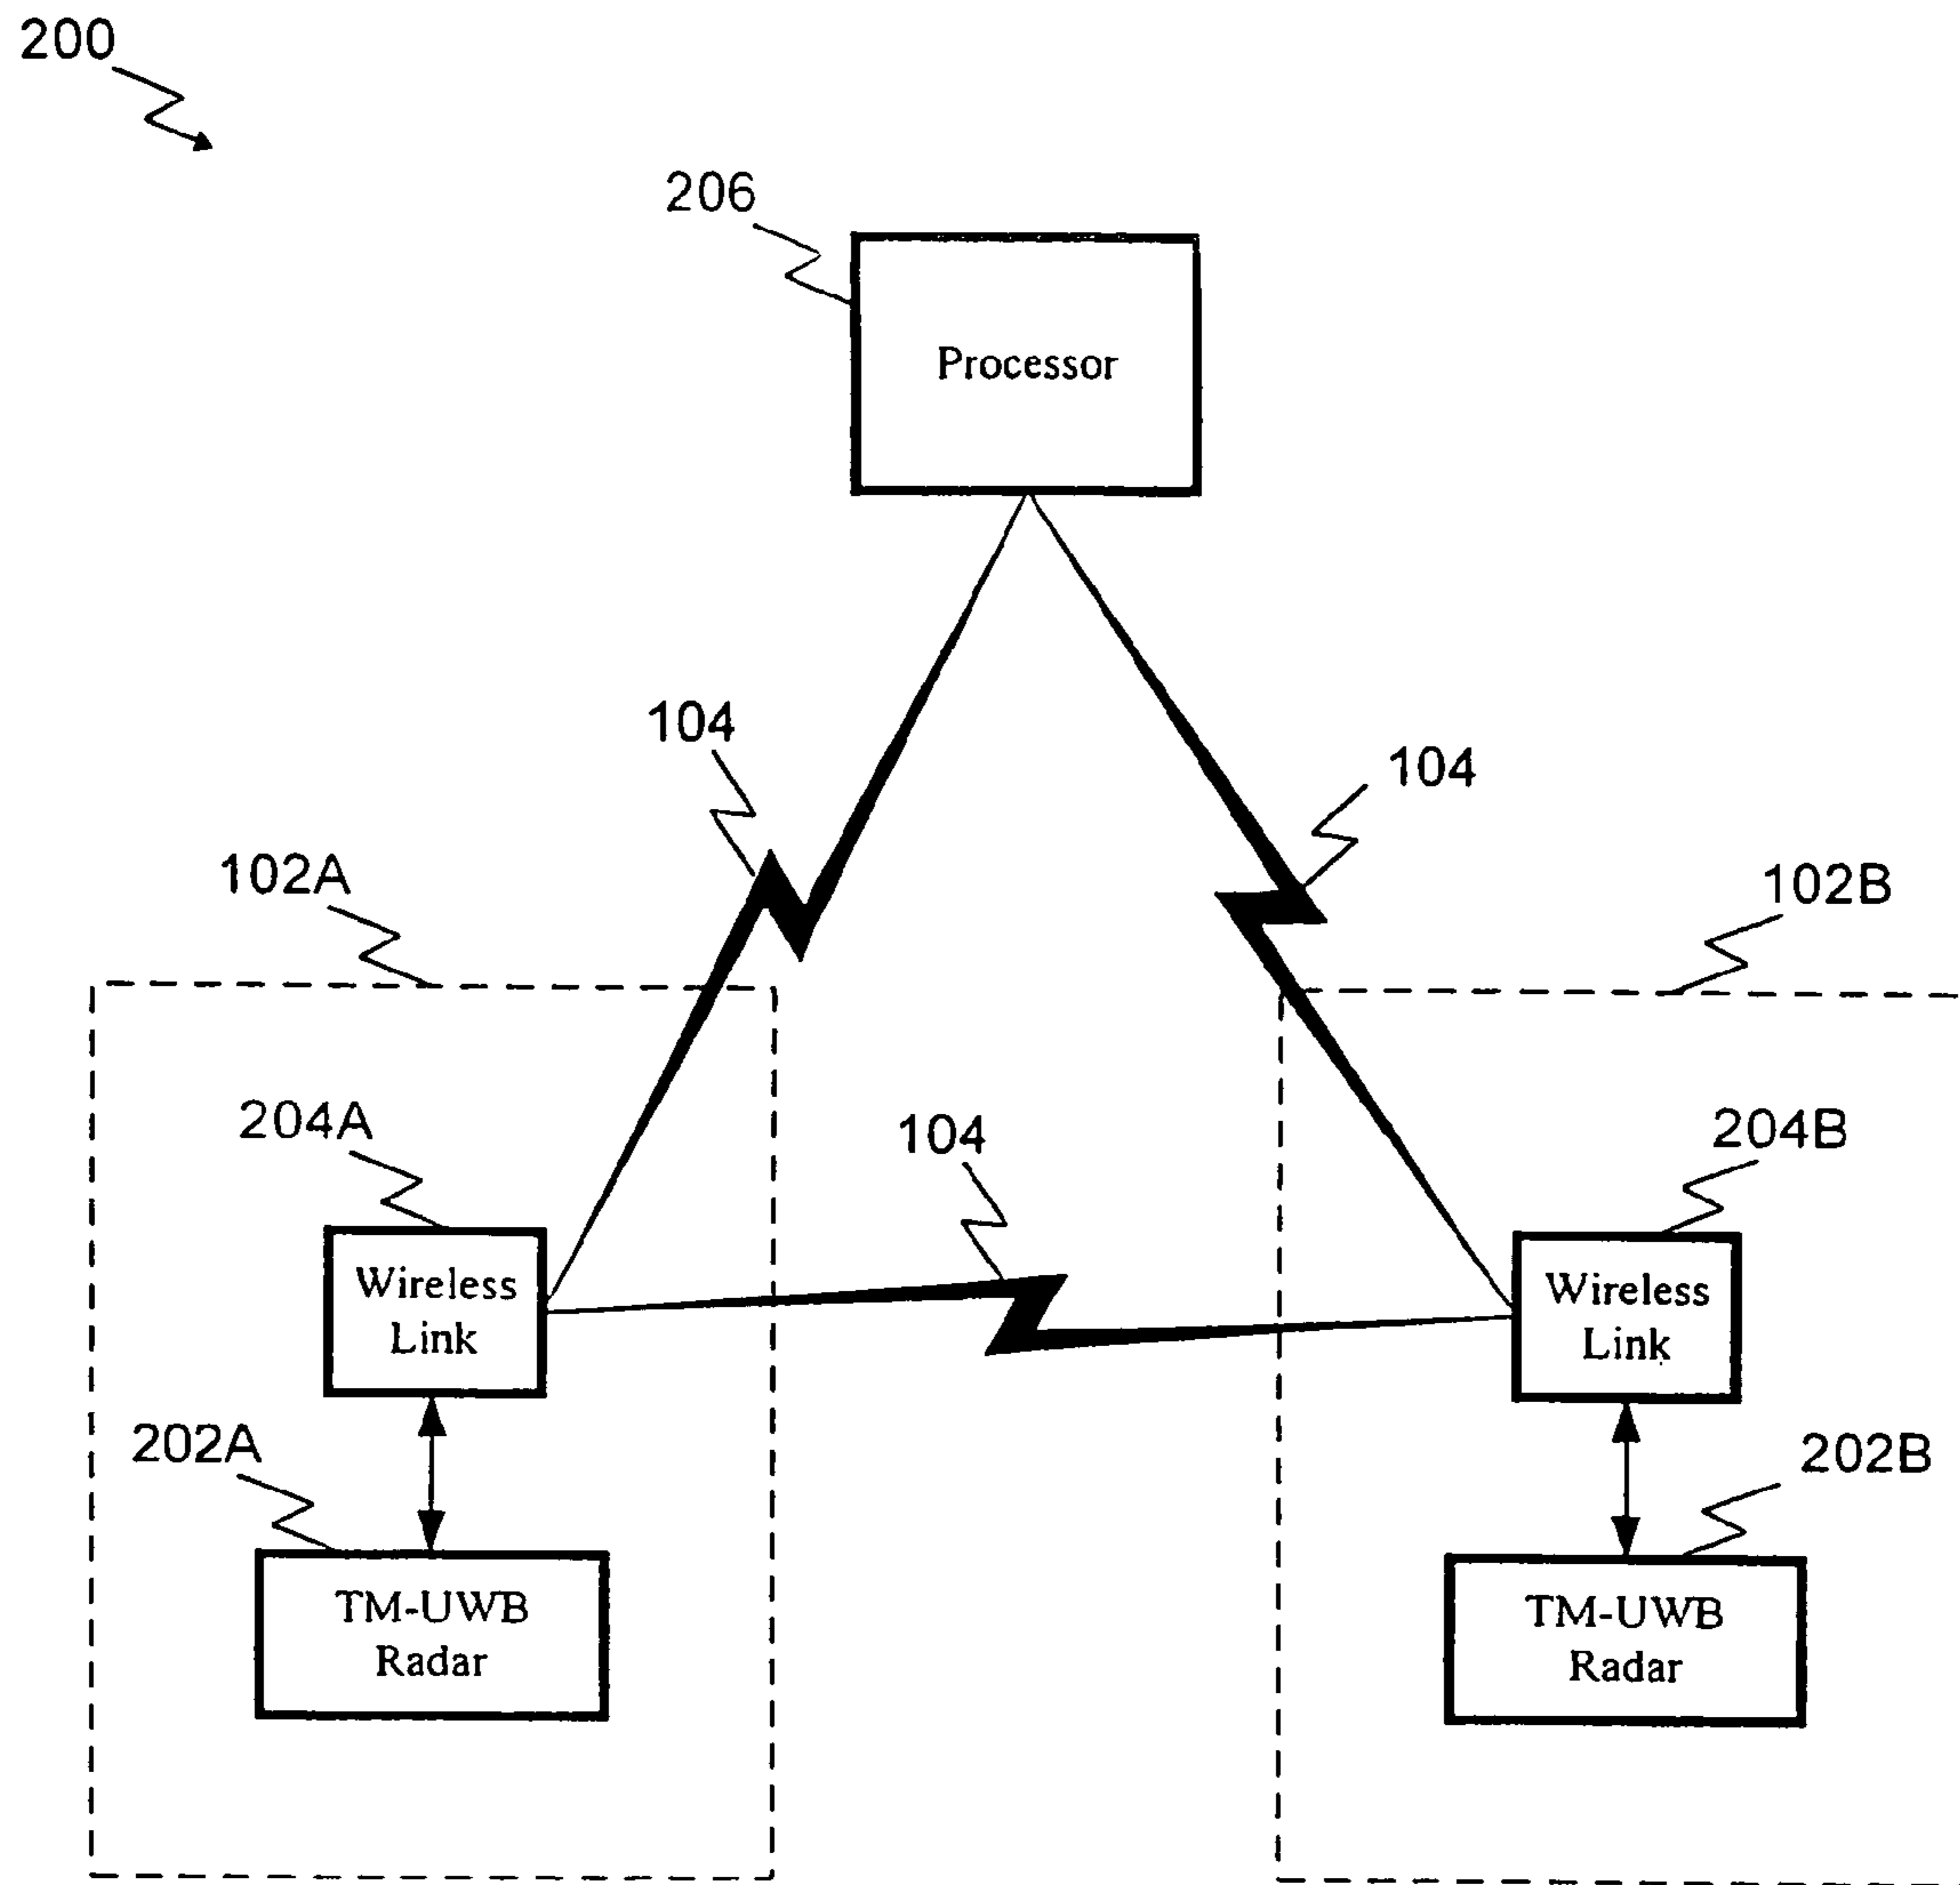 200
206
Processor
104
104
102A
102B
204A
104
204B
Wireless
Link
Wireless
Link
202A
202B
TM-UWB
Radar
TM-UWB
Radar